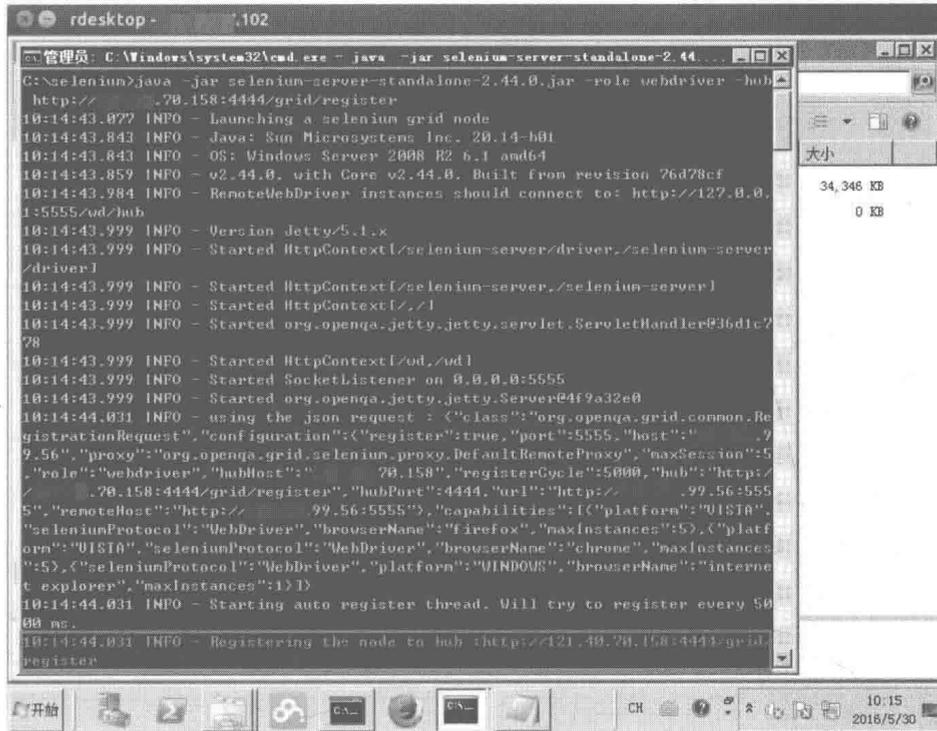 rdesktop - .102
管理员: C:\Windows\system32\cmd.exe - java -jar selenium-server-standalone-2.44....
C:\selenium>java -jar selenium-server-standalone-2.44.0.jar -role webdriver -hub
http:// .70.158:4444/grid/register
10:14:43.077 INFO - Launching a selenium grid node
10:14:43.843 INFO - Java: Sun Microsystems Inc. 20.14-b01
10:14:43.843 INFO - OS: Windows Server 2008 R2 6.1 amd64
10:14:43.859 INFO - v2.44.0, with Core v2.44.0. Built from revision 76d78cf
10:14:43.984 INFO - RemoteWebDriver instances should connect to: http://127.0.0.
1:5555/wd/hub
10:14:43.999 INFO - Version Jetty/5.1.x
10:14:43.999 INFO - Started HttpContext[/selenium-server/driver,/selenium-server
/driver]
10:14:43.999 INFO - Started HttpContext[/selenium-server,/selenium-server]
10:14:43.999 INFO - Started HttpContext[/,/]
10:14:43.999 INFO - Started org.openqa.jetty.jetty.servlet.ServletHandler@36d1c7
78
10:14:43.999 INFO - Started HttpContext[/wd,/wd]
10:14:43.999 INFO - Started SocketListener on 0.0.0.0:5555
10:14:43.999 INFO - Started org.openqa.jetty.jetty.Server@4f9a32e0
10:14:44.031 INFO - using the json request : {"class":"org.openqa.grid.common.Re
gistrationRequest","configuration":{"register":true,"port":5555,"host":" .9
9.56","proxy":"org.openqa.grid.selenium.proxy.DefaultRemoteProxy","maxSession":5
,"role":"webdriver","hubHost":" 70.158","registerCycle":5000,"hub":"http:/
/ .70.158:4444/grid/register","hubPort":4444,"url":"http:// .99.56:555
5","remoteHost":"http:// .99.56:5555"},"capabilities":[{"platform":"VISTA",
"seleniumProtocol":"WebDriver","browserName":"firefox","maxInstances":5},{"platf
orm":"VISTA","seleniumProtocol":"WebDriver","browserName":"chrome","maxInstances
":5},{"seleniumProtocol":"WebDriver","platform":"WINDOWS","browserName":"interne
t explorer","maxInstances":1}]}
10:14:44.031 INFO - Starting auto register thread. Will try to register every 50
00 ms.
10:14:44.031 INFO - Registering the node to hub :http://121.40.70.158:4444/grid/
register
大小
34,346 KB
0 KB
开始
C:\_
C:\_
CH
10:15
2016/5/30